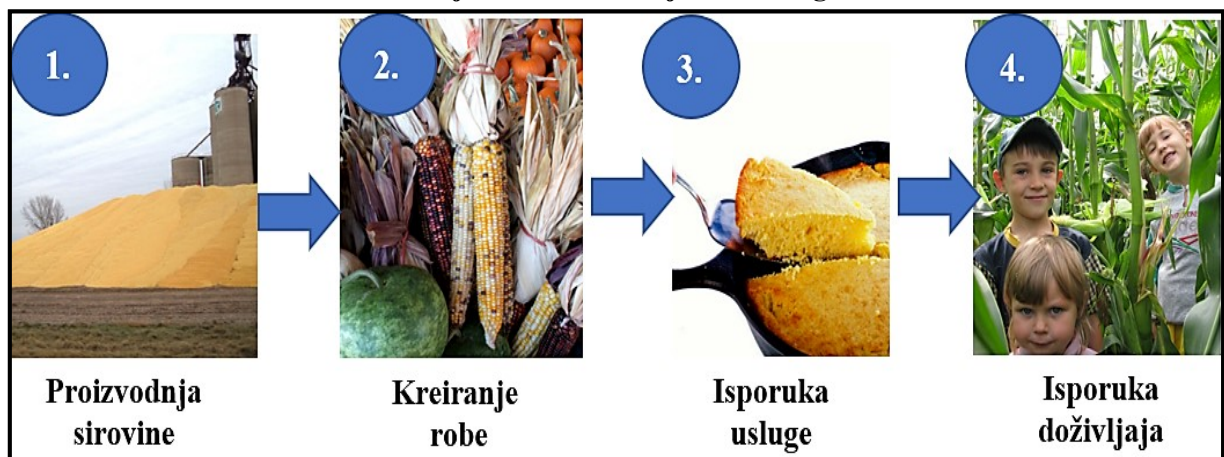 1.
2.
3.
4.
Proizvodnja
sirovine
Kreiranje
robe
Isporuka
usluge
Isporuka
doživljaja